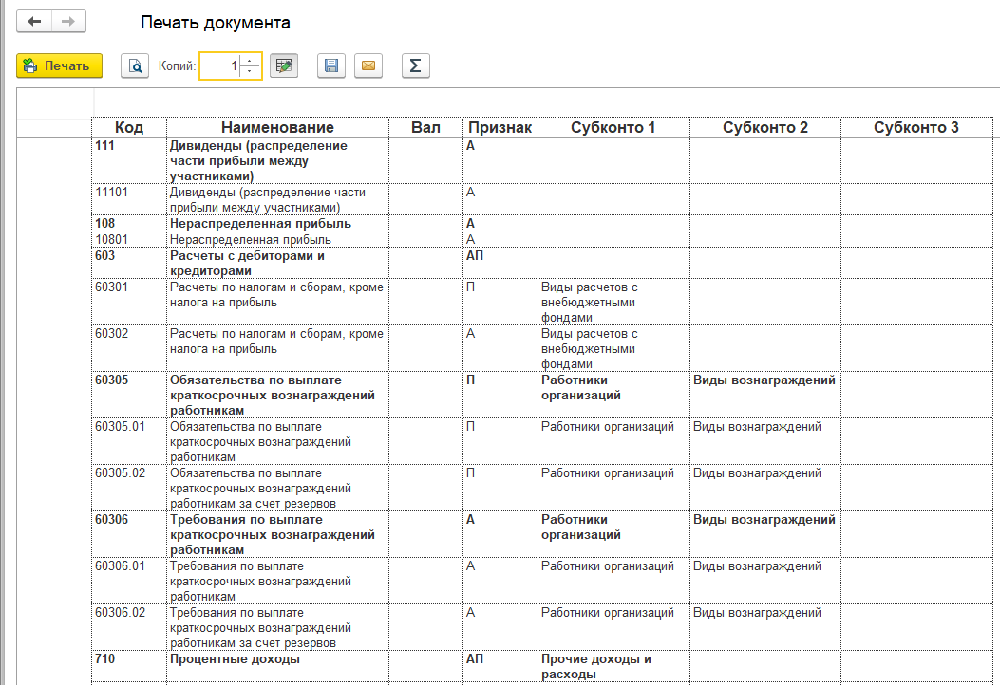 Печать документа
Печать
Копий:
1
Σ
Код Наименование Вал Признак Субконто 1 Субконто 2 Субконто 3
111 Дивиденды (распределение А
части прибыли между
участниками)
11101 Дивиденды (распределение части А
прибыли между участниками)
108 Нераспределенная прибыль А
10801 Нераспределенная прибыль А
603 Расчеты с дебиторами и АП
кредиторами
60301 Расчеты по налогам и сборам, кроме П Виды расчетов с
налога на прибыль внебюджетными
фондами
60302 Расчеты по налогам и сборам, кроме А Виды расчетов с
налога на прибыль внебюджетными
фондами
60305 Обязательства по выплате П Работники Виды вознаграждений
краткосрочных вознаграждений организаций
работникам
60305.01 Обязательства по выплате П Работники организаций Виды вознаграждений
краткосрочных вознаграждений
работникам
60305.02 Обязательства по выплате П Работники организаций Виды вознаграждений
краткосрочных вознаграждений
работникам за счет резервов
60306 Требования по выплате А Работники Виды вознаграждений
краткосрочных вознаграждений организаций
работникам
60306.01 Требования по выплате А Работники организаций Виды вознаграждений
краткосрочных вознаграждений
работникам
60306.02 Требования по выплате А Работники организаций Виды вознаграждений
краткосрочных вознаграждений
работникам за счет резервов
710 Процентные доходы АП Прочие доходы и
расходы